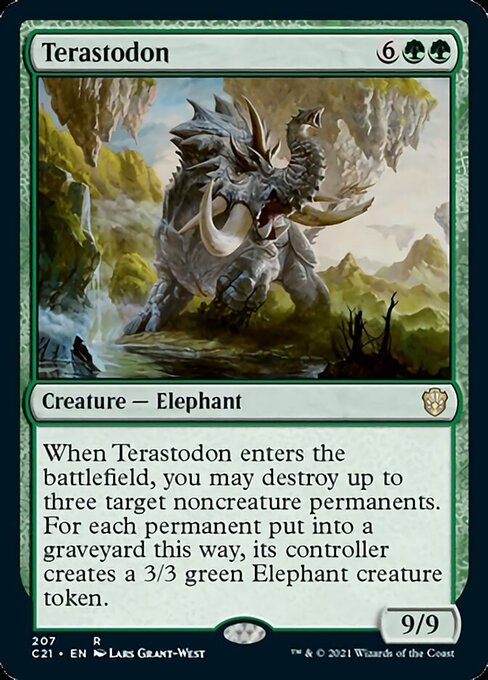 Terastodon 6
Creature — Elephant
When Terastodon enters the
battlefield, you may destroy up to
three target noncreature permanents.
For each permanent put into a
graveyard this way, its controller
creates a 3/3 green Elephant creature
token.
9/9
207 R
C21 • EN Lars Grant-West
™ & © 2021 Wizards of the Coast